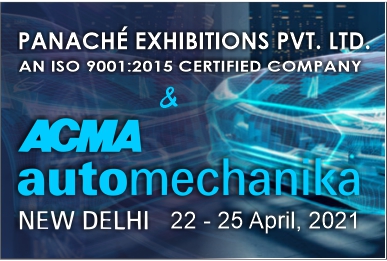 PANACHÉ EXHIBITIONS PVT. LTD.
AN ISO 9001:2015 CERTIFIED COMPANY
&
ACMA
automechanika
NEW DELHI 22 - 25 April, 2021